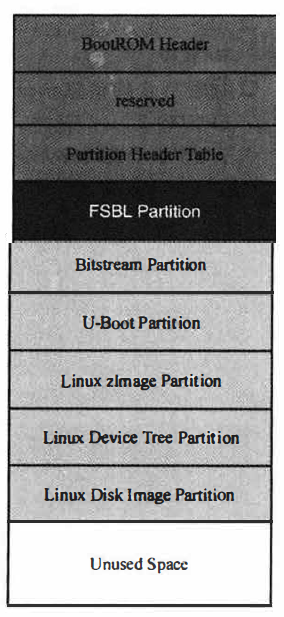 BootROM Header
reserved
Partition Header Table
FSBL Partition
Bitstream Partition
U-Boot Partition
Linux zImage Partition
Linux Device Tree Partition
Linux Disk Image Partition
Unused Space